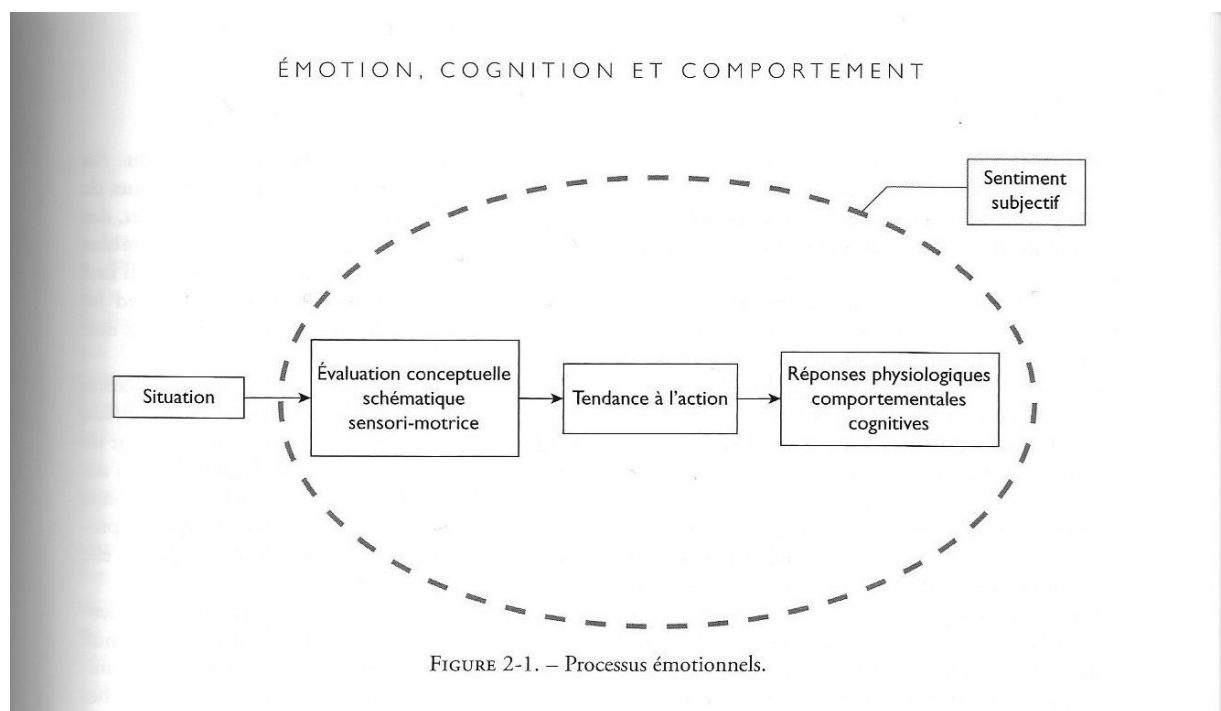 ÉMOTION, COGNITION ET COMPORTEMENT
Sentiment
subjectif
Situation
Évaluation conceptuelle
schématique
sensori-motrice
Tendance à l'action
Réponses physiologiques
comportementales
cognitives
FIGURE 2-1. – Processus émotionnels.